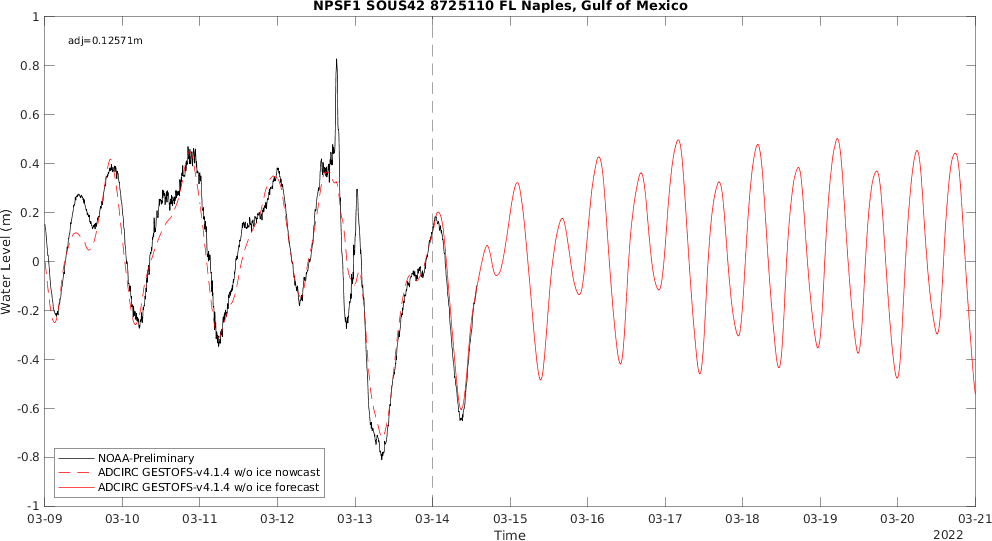 NPSF1 SOUS42 8725110 FL Naples, Gulf of Mexico
adj=0.12571m
1
0.8
0.6
0.4
0.2
0
-0.2
-0.4
-0.6
-0.8
-1
Water Level (m)
NOAA-Preliminary
ADCIRC GESTOFS-v4.1.4 w/o ice nowcast
ADCIRC GESTOFS-v4.1.4 w/o ice forecast
03-09 03-10 03-11 03-12 03-13 03-14 03-15 03-16 03-17 03-18 03-19 03-20 03-21
Time
2022